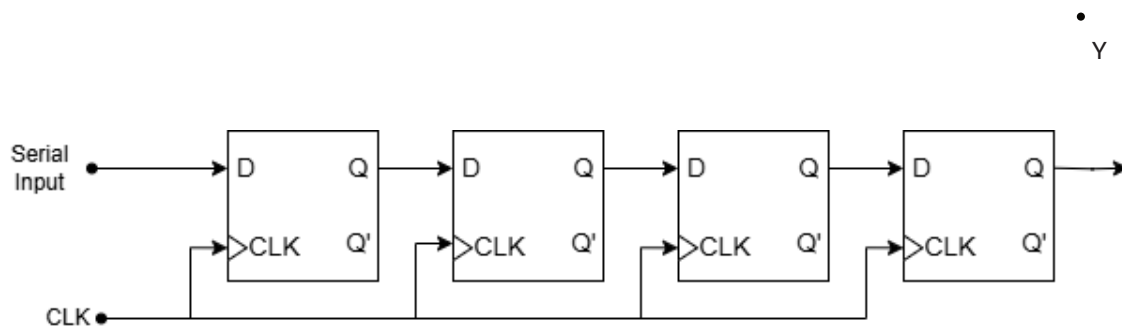 Y
Serial
Input
D Q D Q D Q D Q
CLK Q' CLK Q' CLK Q' CLK Q'
CLK